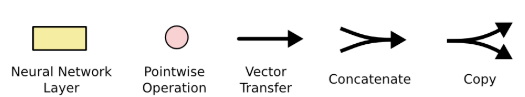 Neural Network
Layer
Pointwise
Operation
Vector
Transfer
Concatenate
Copy